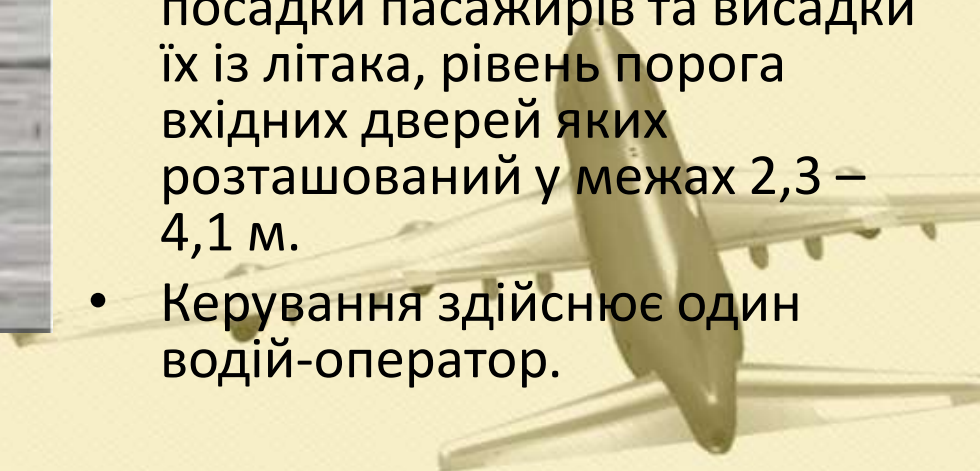 посадки пасажирів та висадки
їх із літака, рівень порога
вхідних дверей яких
розташований у межах 2,3 –
4,1 м.
• Керування здійснює один
водій-оператор.